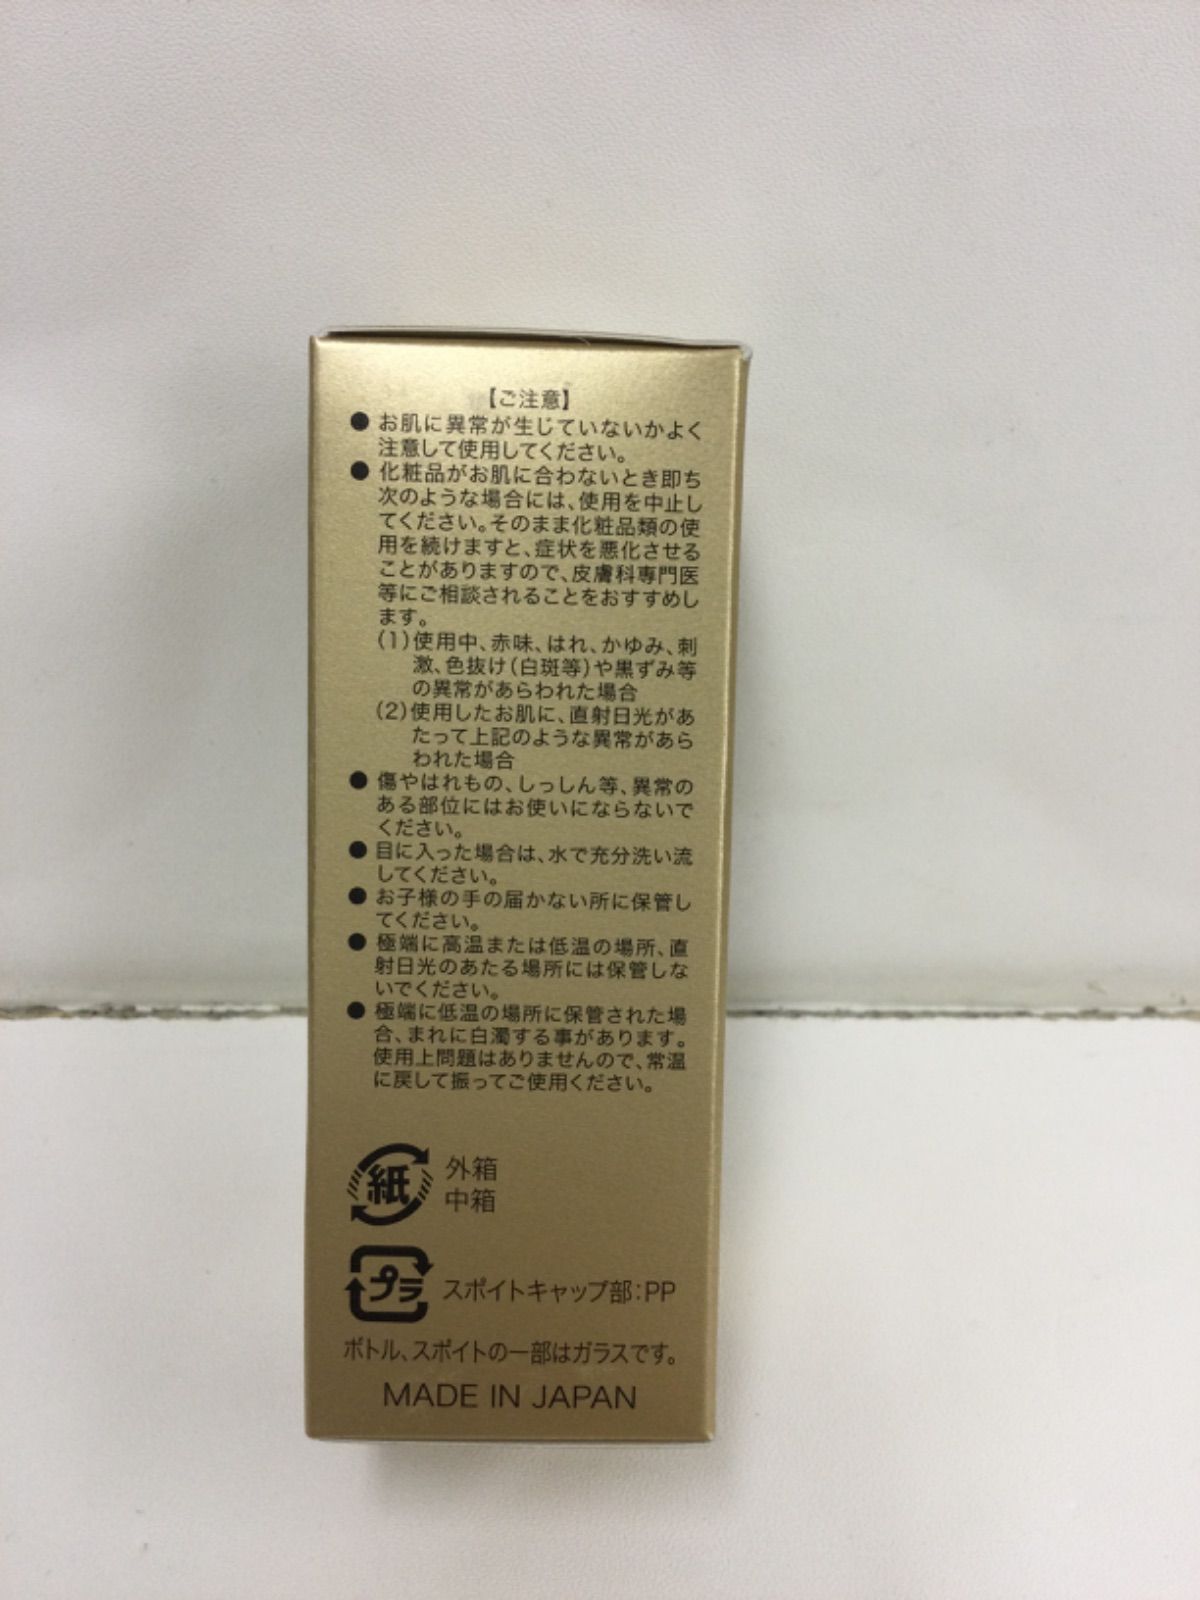 【ご注意】
● お肌に異常が生じていないかよく
注意して使用してください。
● 化粧品がお肌に合わないとき即ち
次のような場合には、使用を中止し
てください。そのまま化粧品類の使
用を続けますと、症状を悪化させる
ことがありますので、皮膚科専門医
等にご相談されることをおすすめし
ます。
(1)使用中、赤味、はれ、かゆみ、刺
激、色抜け(白斑等)や黒ずみ等
の異常があらわれた場合
(2)使用したお肌に、直射日光があ
たって上記のような異常があら
われた場合
● 傷やはれもの、しっしん等、異常の
ある部位にはお使いにならないで
ください。
● 目に入った場合は、水で充分洗い流
してください。
● お子様の手の届かない所に保管し
てください。
● 極端に高温または低温の場所、直
射日光のあたる場所には保管しな
いでください。
● 極端に低温の場所に保管された場
合、まれに白濁する事があります。
使用上問題はありませんので、常温
に戻して振ってご使用ください。
紙 外箱
中箱
プラ スポイトキャップ部:PP
ボトル、スポイトの一部はガラスです。
MADE IN JAPAN